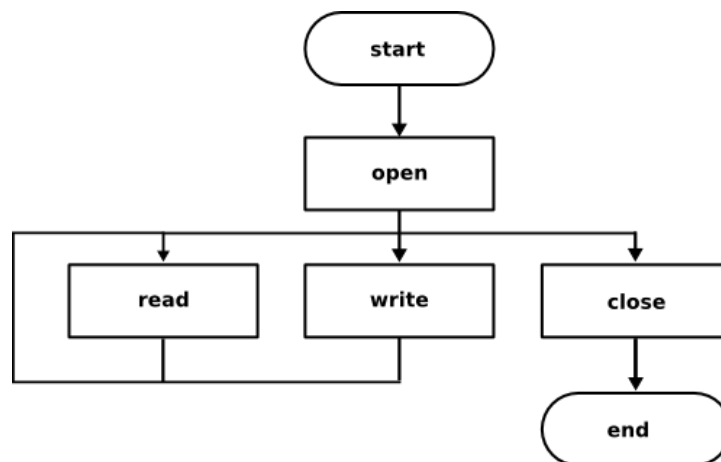 start
open
read
write
close
end